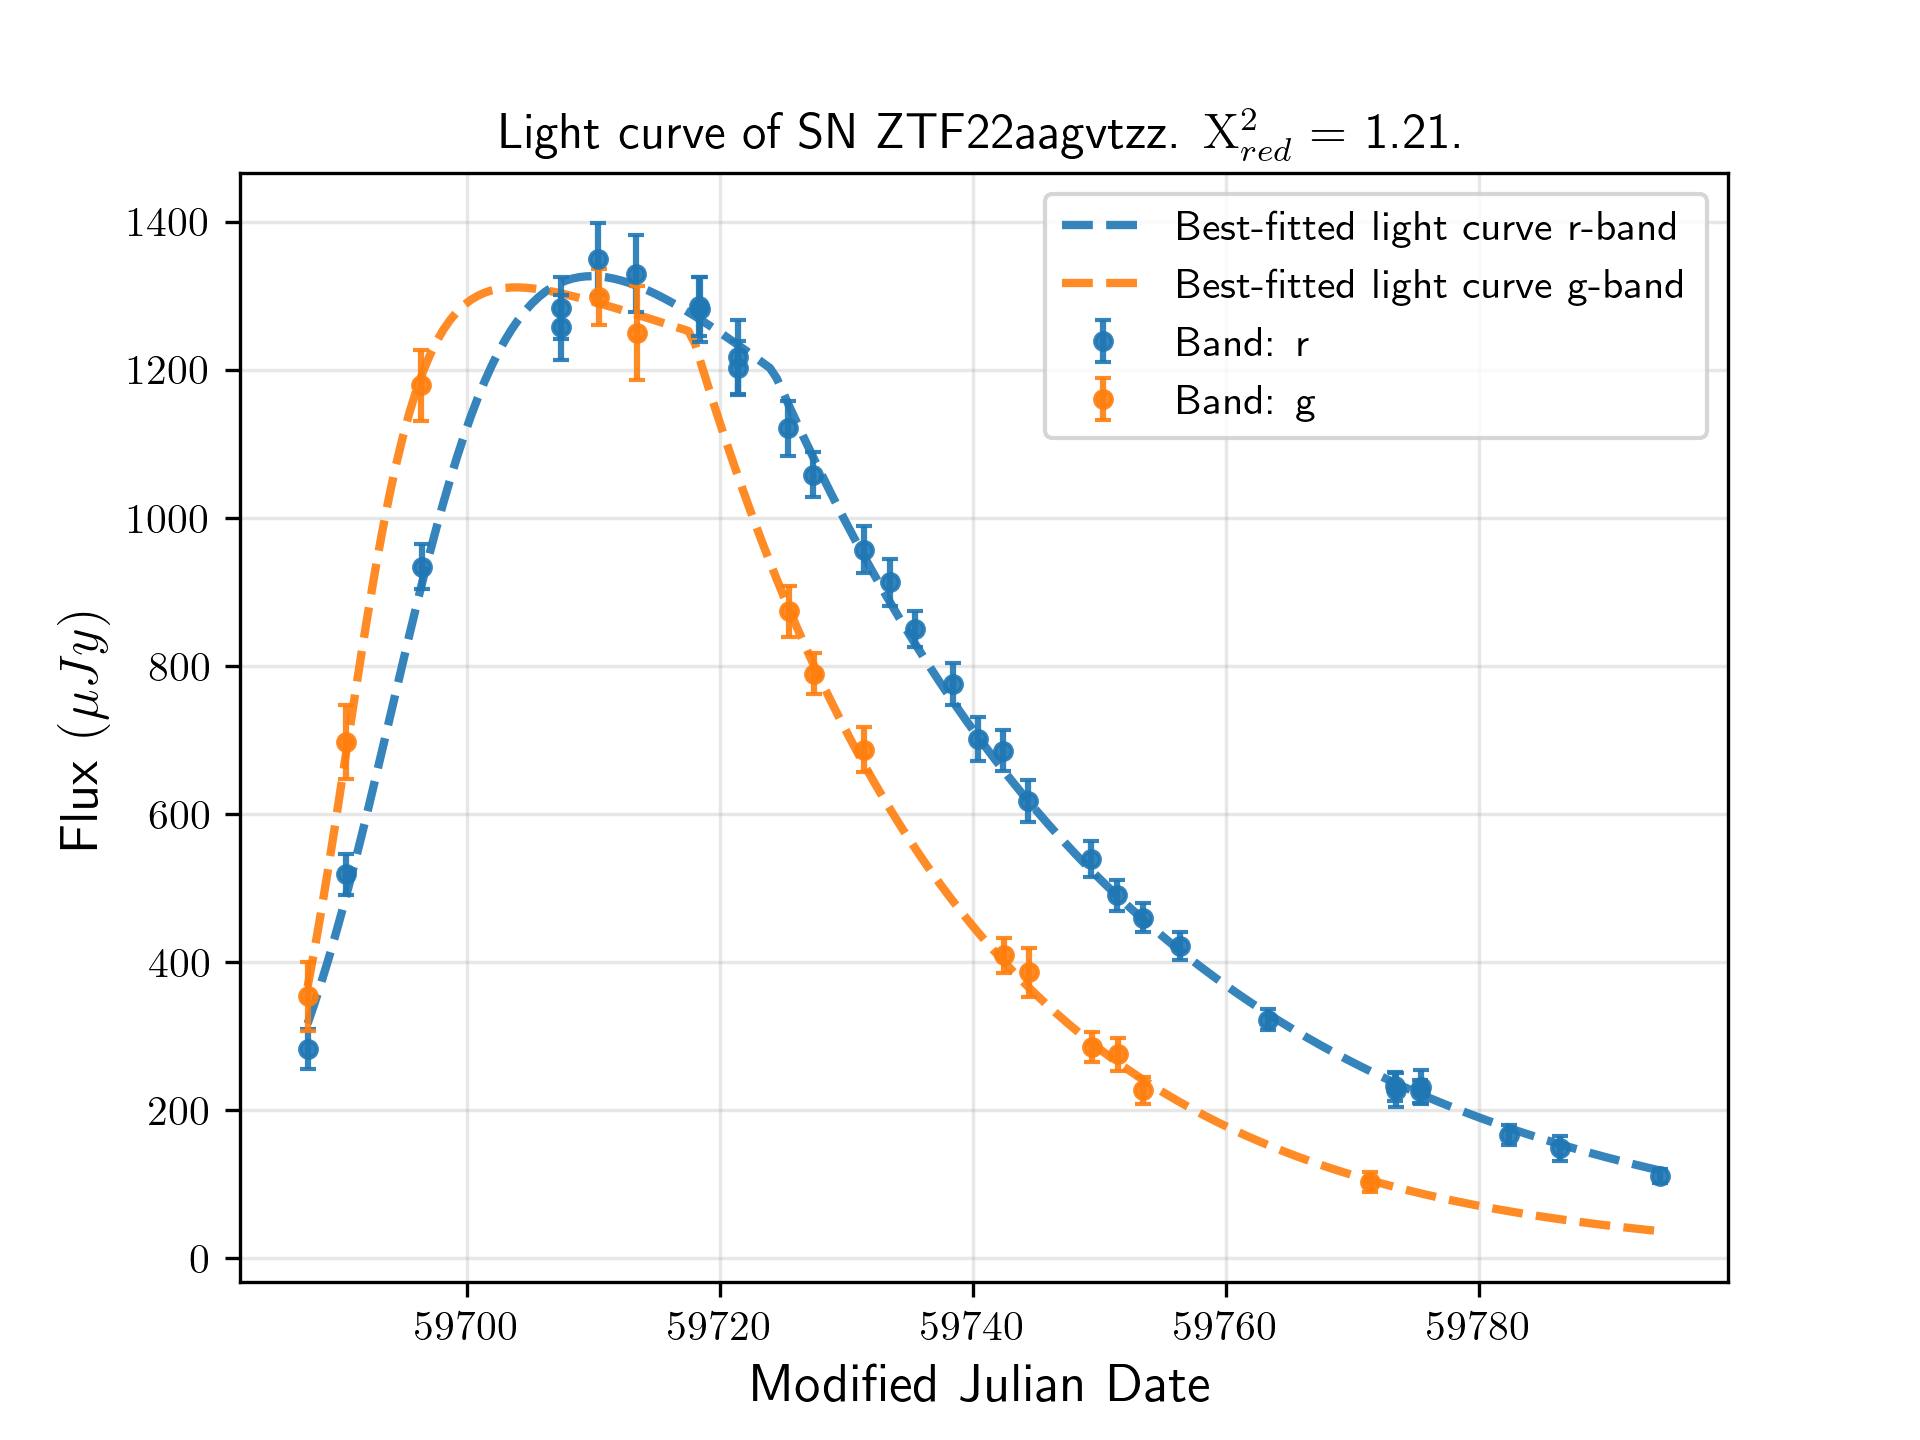 Light curve of SN ZTF22aagvtzz. X²_red = 1.21.
1400
1200
1000
800
600
400
200
0
Flux (μJy)
Best-fitted light curve r-band
Best-fitted light curve g-band
Band: r
Band: g
59700 59720 59740 59760 59780
Modified Julian Date